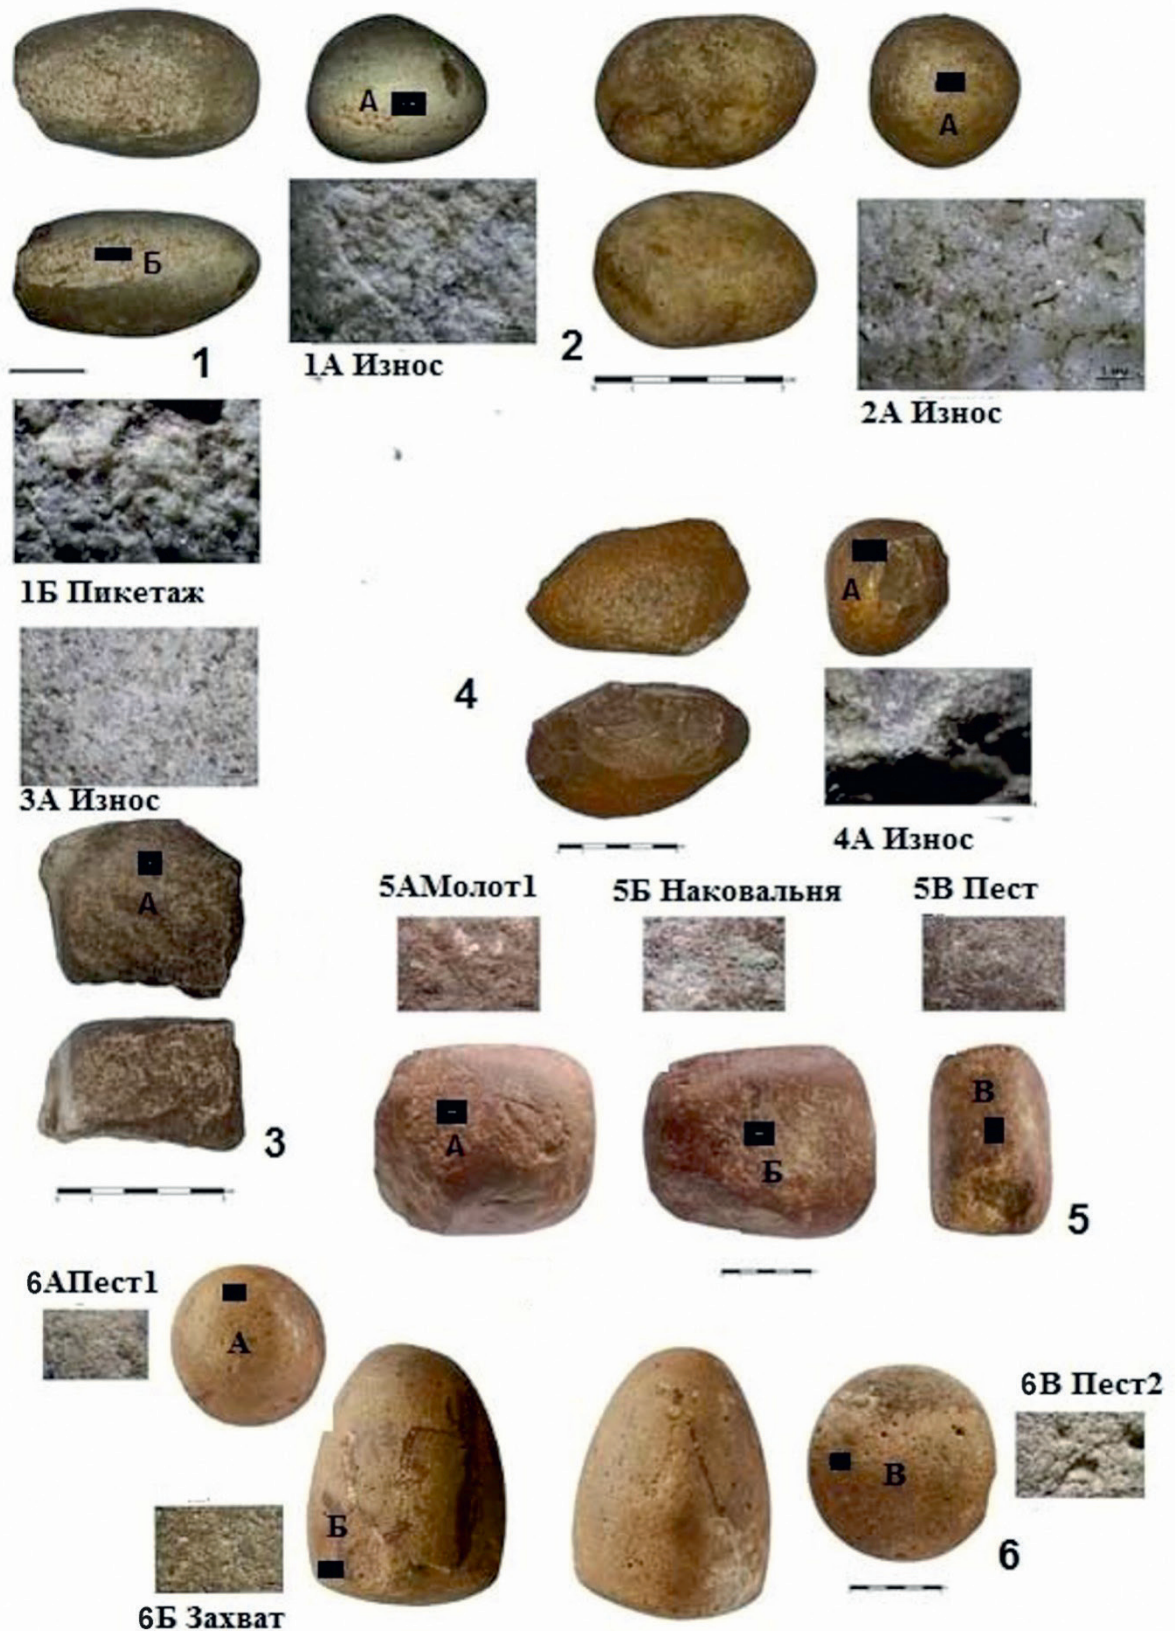 А
А
Б
1
1А Износ
2
2А Износ
1Б Пикетаж
4
А
3А Износ
4А Износ
А
5АМолот1
5Б Наковальня
5В Пест
В
А
Б
3
5
6АПест1
А
6В Пест2
В
Б
6
6Б Захват